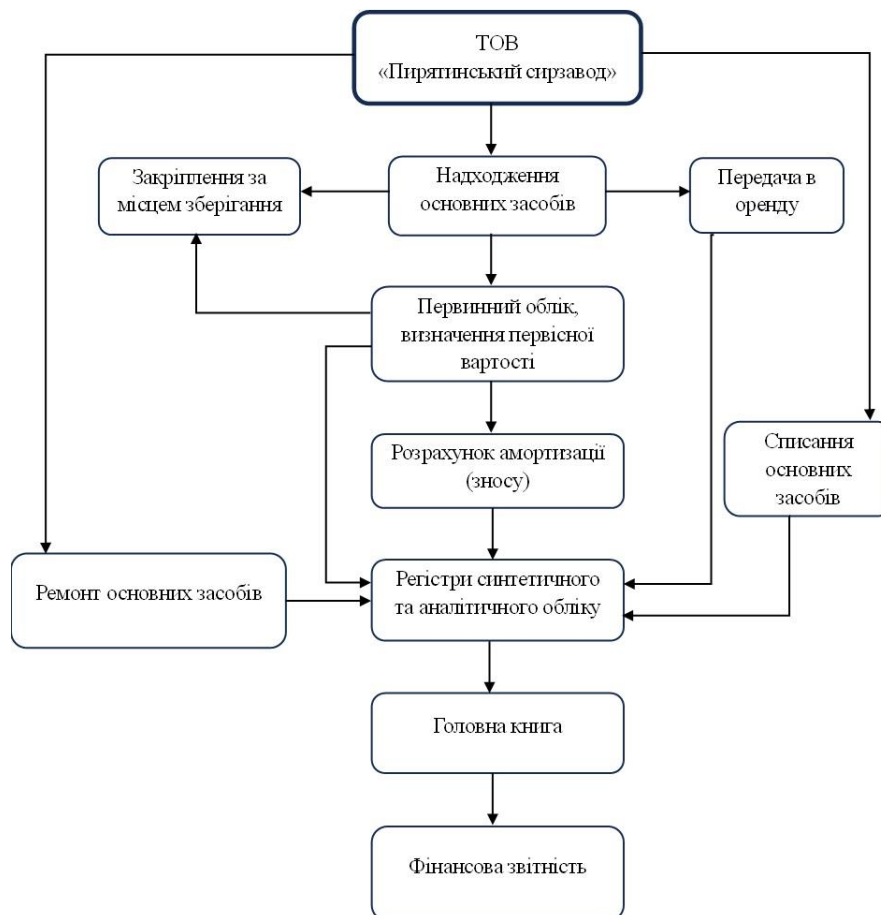 ТОВ
«Пирятинський сирзавод»
Закріплення за
місцем зберігання
Надходження
основних засобів
Передача в
оренду
Первинний облік,
визначення первісної
вартості
Розрахунок амортизації
(зносу)
Списання
основних
засобів
Ремонт основних засобів
Регістри синтетичного
та аналітичного обліку
Головна книга
Фінансова звітність